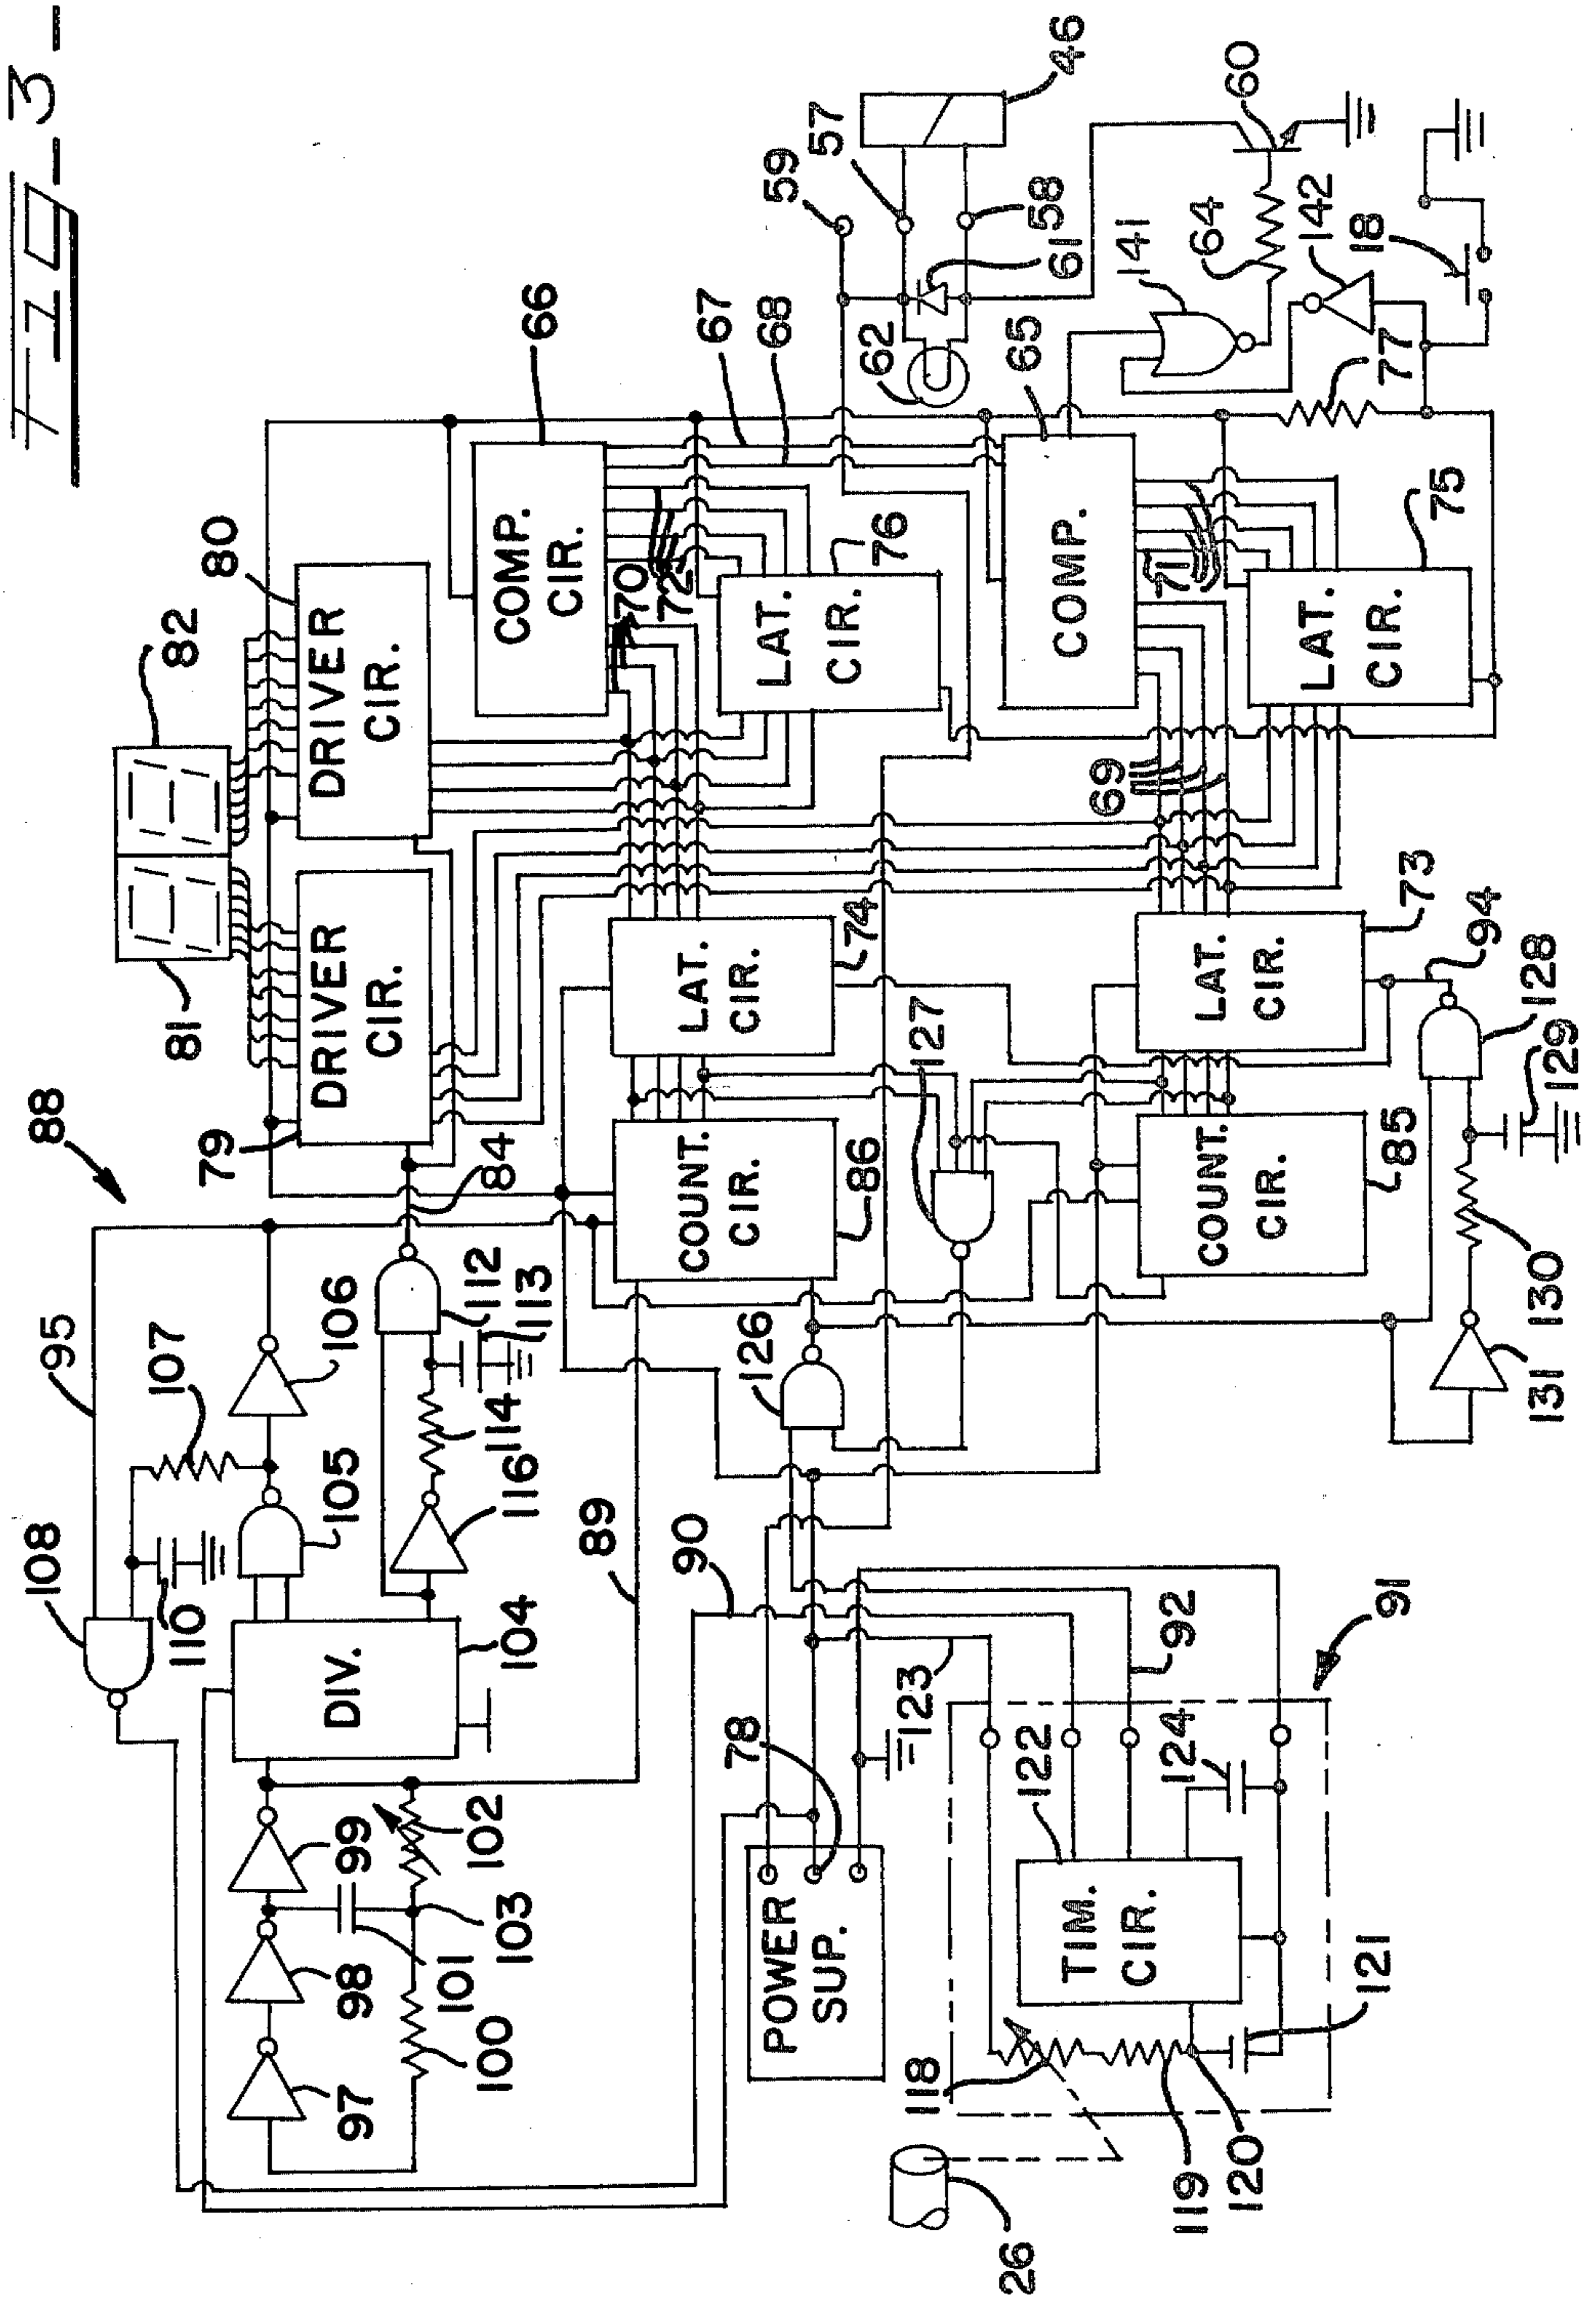 FIG-3-
88
95
108
107
110
105
106
97
98
99
100
101
102
103
DIV.
104
116
114
112
113
84
89
90
79
DRIVER
CIR.
81
82
80
DRIVER
CIR.
COMP.
CIR.
66
67
68
70
72
LAT.
CIR.
76
LAT.
CIR.
74
COUNT.
CIR.
86
127
126
POWER
SUP.
78
123
118
119
120
121
122
TIM.
CIR.
124
92
91
26
COUNT.
CIR.
85
LAT.
CIR.
73
94
128
129
130
131
69
71
COMP.
65
LAT.
CIR.
75
77
18
142
141
64
60
62
61
59
57
58
46